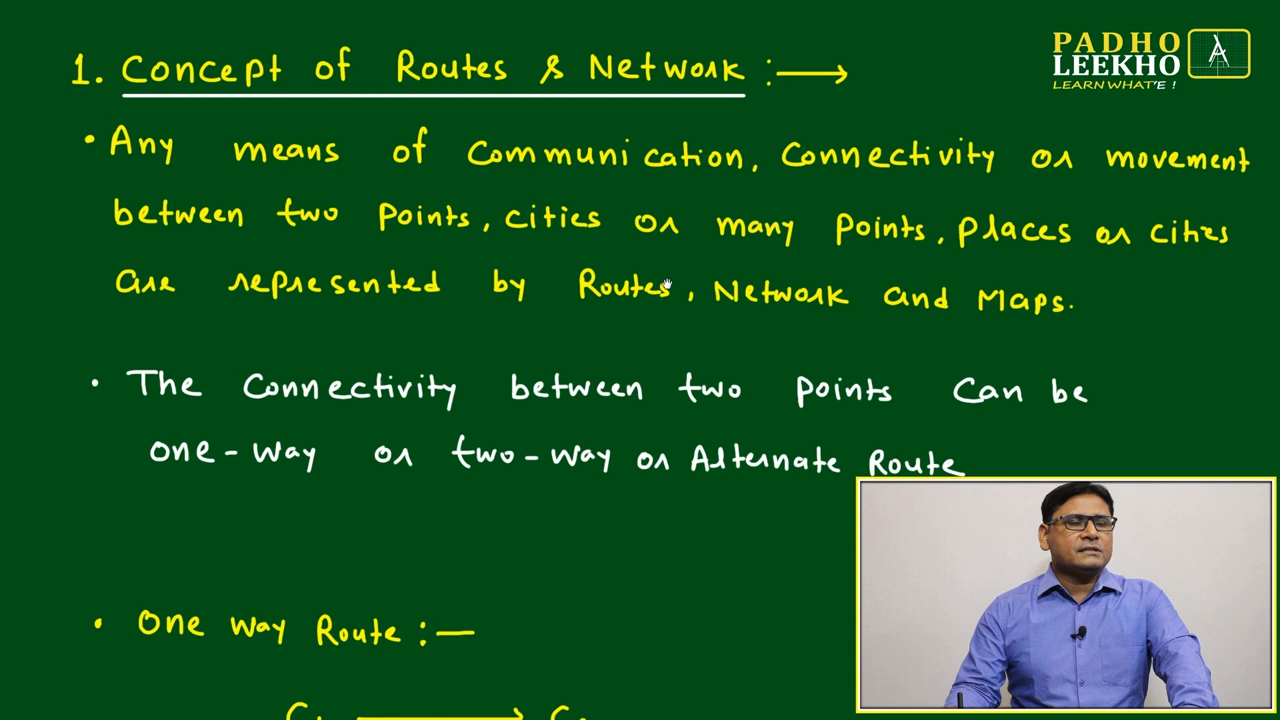 1. Concept of Routes & Network :⟶
PADHO
LEEKHO
LEARN WHAT'E !
• Any means of Communication, Connectivity or movement
between two Points, Cities or many Points, Places or Cities
are represented by Routes, Network and Maps.
• The Connectivity between two points Can be
one-way or two-way or Alternate Route
• One way Route :—